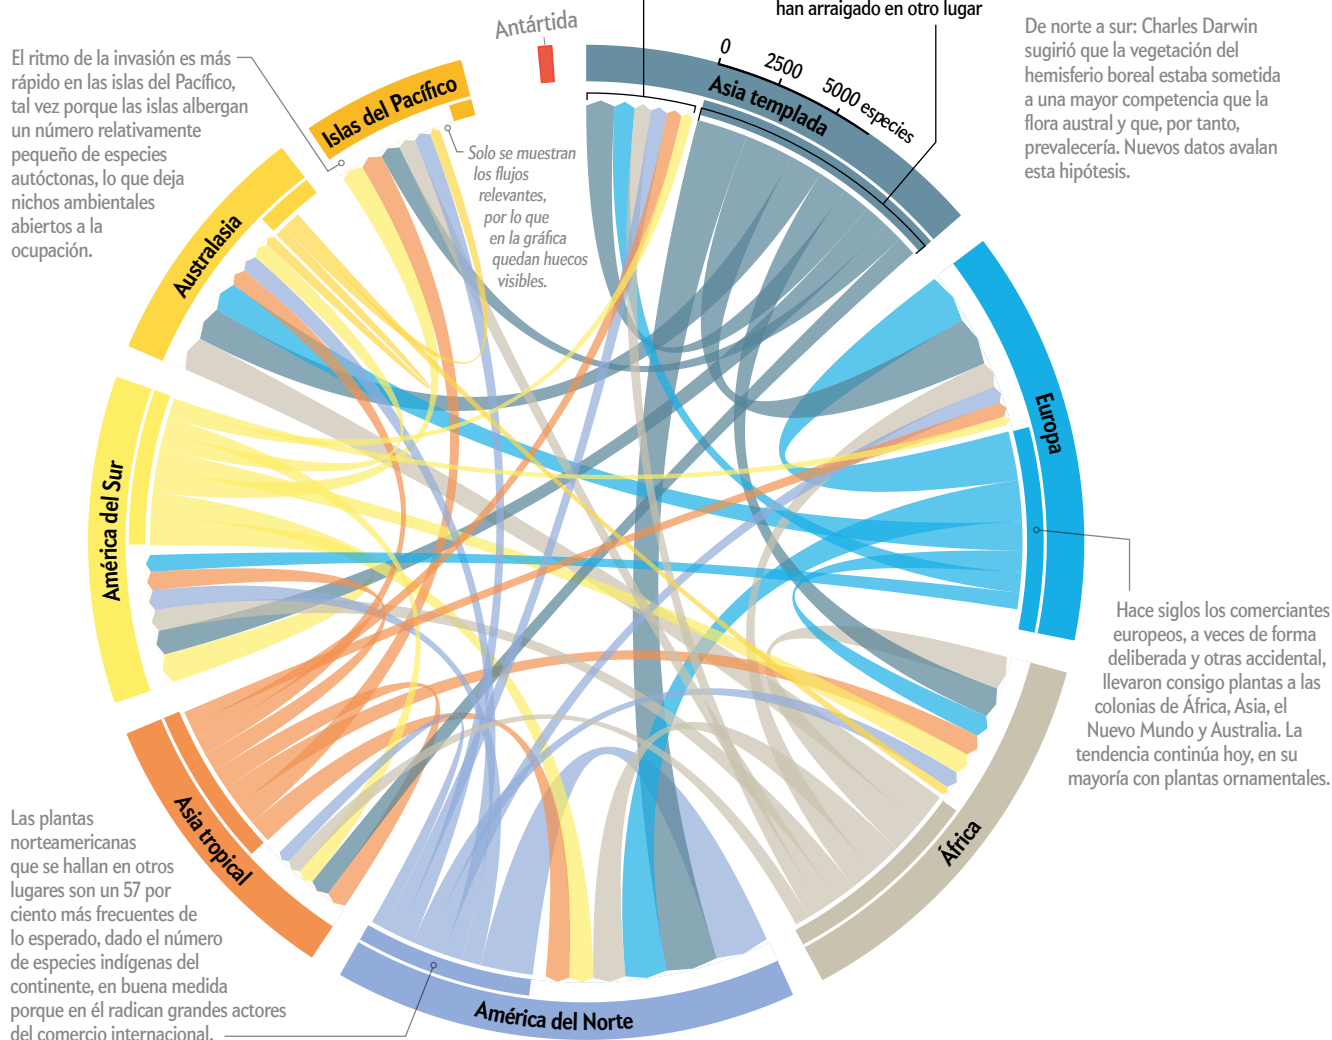 han arraigado en otro lugar
Antártida
De norte a sur: Charles Darwin
sugirió que la vegetación del
hemisferio boreal estaba sometida
a una mayor competencia que la
flora austral y que, por tanto,
prevalecería. Nuevos datos avalan
esta hipótesis.
El ritmo de la invasión es más
rápido en las islas del Pacífico,
tal vez porque las islas albergan
un número relativamente
pequeño de especies
autóctonas, lo que deja
nichos ambientales
abiertos a la
ocupación.
0
2500
5000 especies
Asia templada
Islas del Pacífico
Solo se muestran
los flujos
relevantes,
por lo que
en la gráfica
quedan huecos
visibles.
Australasia
Europa
América del Sur
Hace siglos los comerciantes
europeos, a veces de forma
deliberada y otras accidental,
llevaron consigo plantas a las
colonias de África, Asia, el
Nuevo Mundo y Australia. La
tendencia continúa hoy, en su
mayoría con plantas ornamentales.
Asia tropical
África
Las plantas
norteamericanas
que se hallan en otros
lugares son un 57 por
ciento más frecuentes de
lo esperado, dado el número
de especies indígenas del
continente, en buena medida
porque en él radican grandes actores
del comercio internacional.
América del Norte